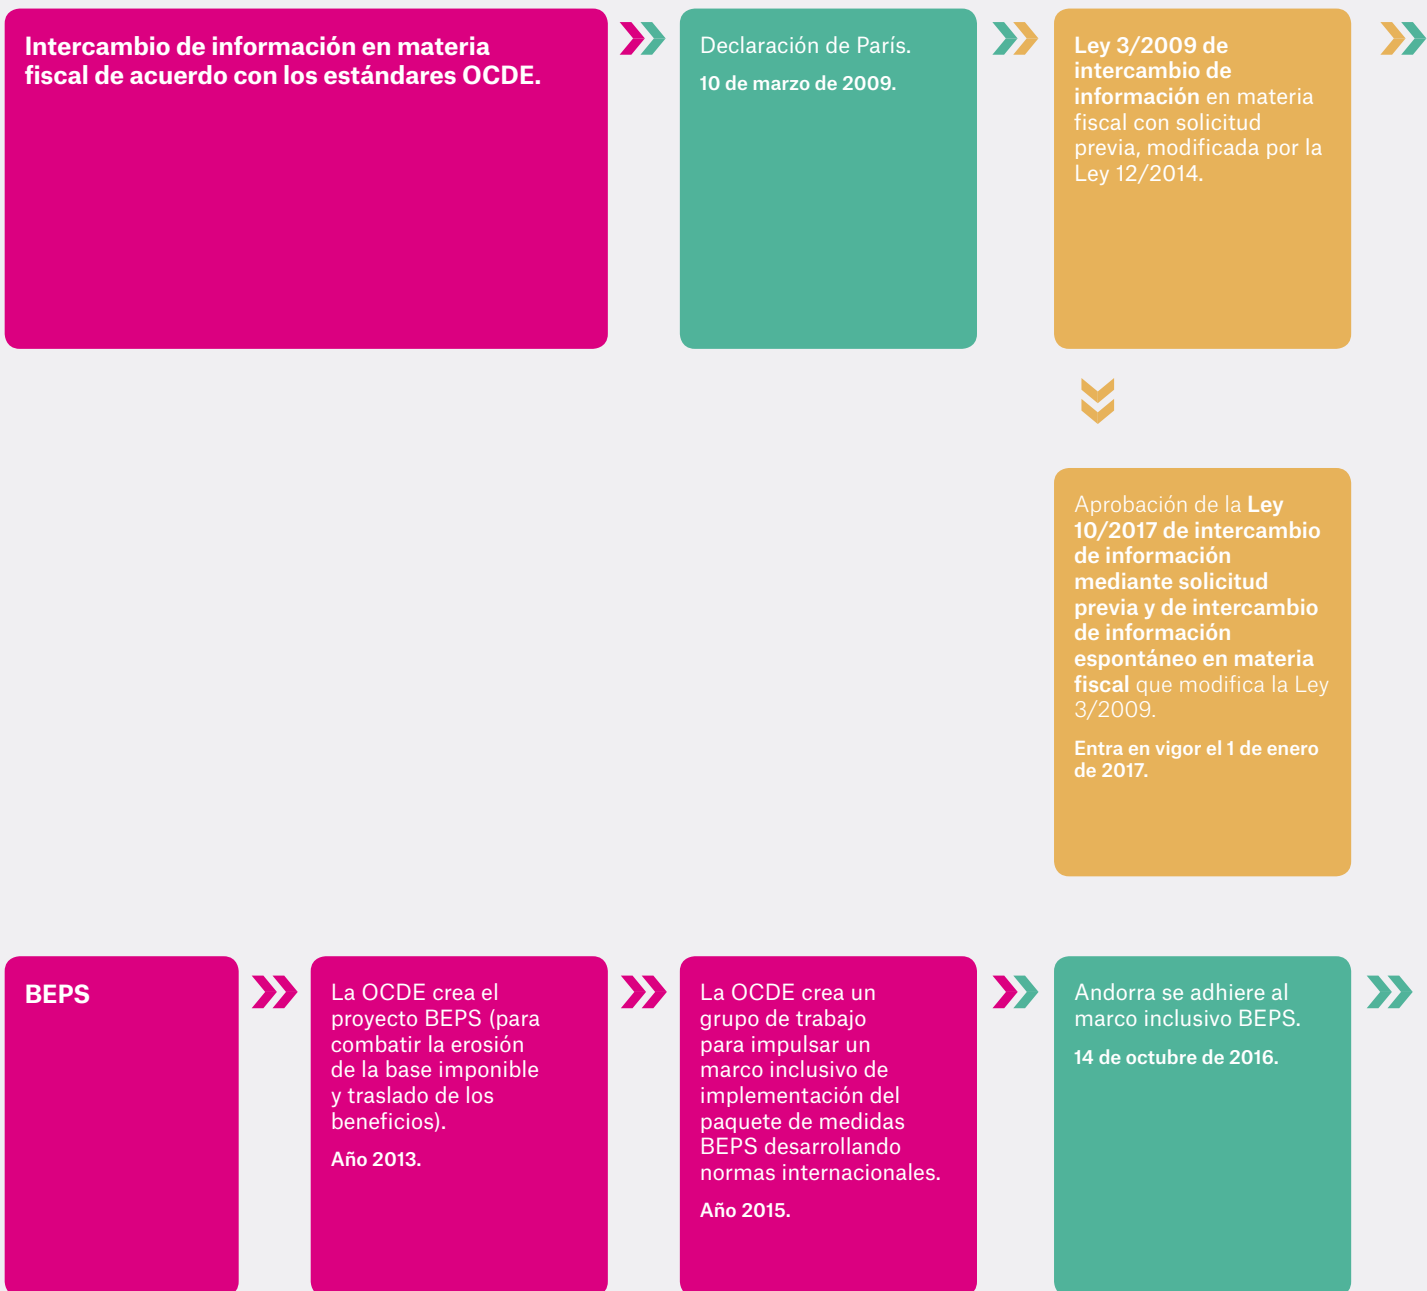 Intercambio de información en materia
fiscal de acuerdo con los estándares OCDE.
Declaración de París.
10 de marzo de 2009.
Ley 3/2009 de
intercambio de
información en materia
fiscal con solicitud
previa, modificada por la
Ley 12/2014.
Aprobación de la Ley
10/2017 de intercambio
de información
mediante solicitud
previa y de intercambio
de información
espontáneo en materia
fiscal que modifica la Ley
3/2009.
Entra en vigor el 1 de enero
de 2017.
BEPS
La OCDE crea el
proyecto BEPS (para
combatir la erosión
de la base imponible
y traslado de los
beneficios).
Año 2013.
La OCDE crea un
grupo de trabajo
para impulsar un
marco inclusivo de
implementación del
paquete de medidas
BEPS desarrollando
normas internacionales.
Año 2015.
Andorra se adhiere al
marco inclusivo BEPS.
14 de octubre de 2016.